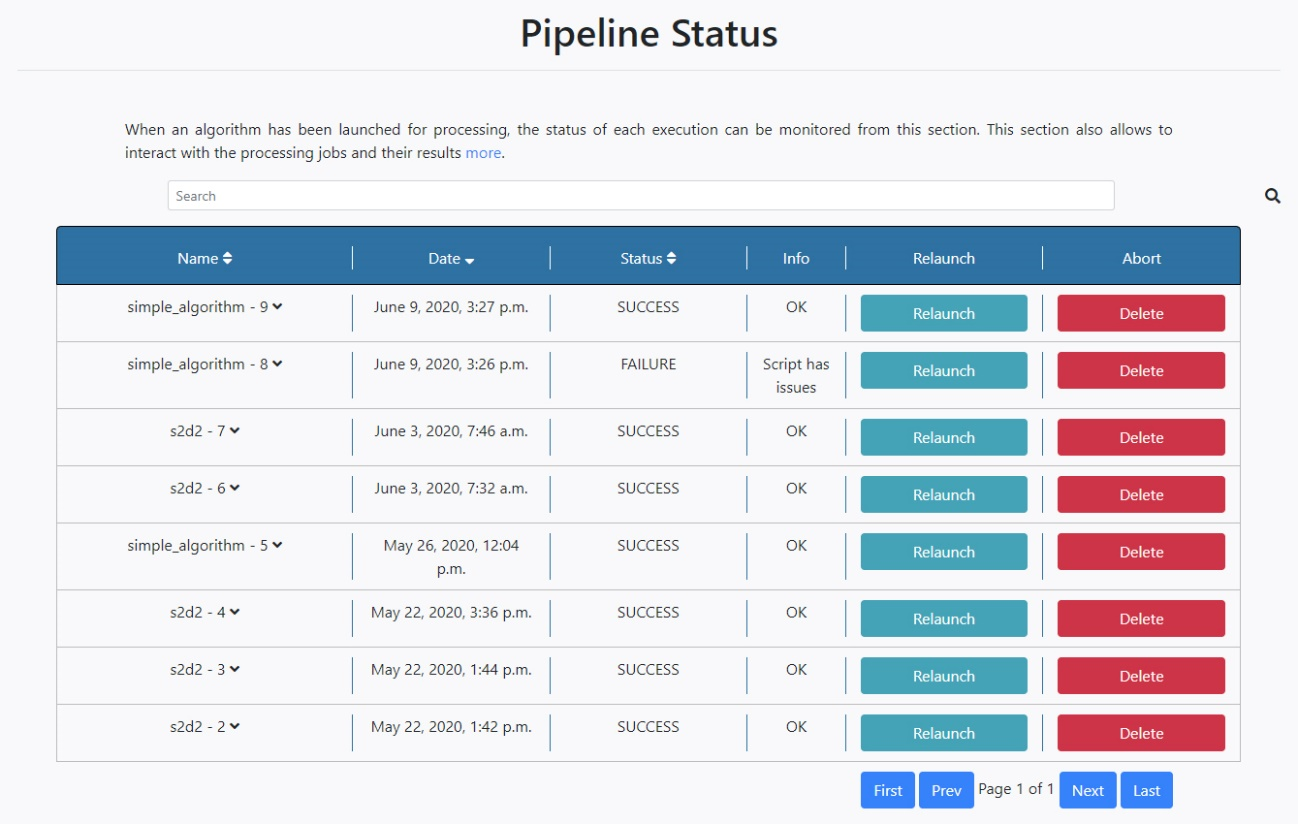 Pipeline Status
When an algorithm has been launched for processing, the status of each execution can be monitored from this section. This section also allows to
interact with the processing jobs and their results more.
Search
Name Date Status Info Relaunch Abort
simple_algorithm - 9 June 9, 2020, 3:27 p.m. SUCCESS OK Relaunch Delete
simple_algorithm - 8 June 9, 2020, 3:26 p.m. FAILURE Script has Relaunch Delete
issues
s2d2 - 7 June 3, 2020, 7:46 a.m. SUCCESS OK Relaunch Delete
s2d2 - 6 June 3, 2020, 7:32 a.m. SUCCESS OK Relaunch Delete
simple_algorithm - 5 May 26, 2020, 12:04 SUCCESS OK Relaunch Delete
p.m.
s2d2 - 4 May 22, 2020, 3:36 p.m. SUCCESS OK Relaunch Delete
s2d2 - 3 May 22, 2020, 1:44 p.m. SUCCESS OK Relaunch Delete
s2d2 - 2 May 22, 2020, 1:42 p.m. SUCCESS OK Relaunch Delete
First Prev Page 1 of 1 Next Last